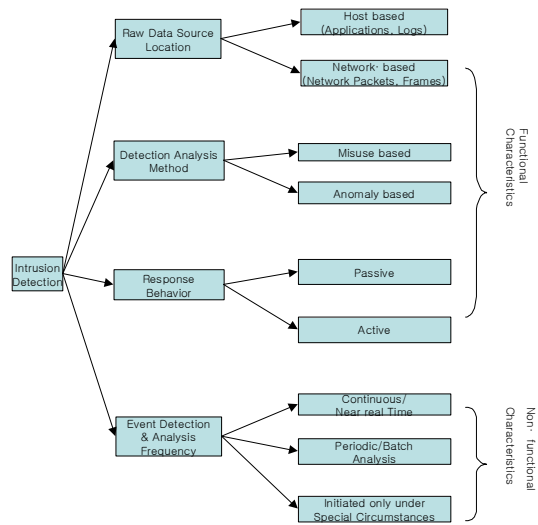 Intrusion
Detection
Raw Data Source
Location
Host based
(Applications, Logs)
Network- based
(Network Packets, Frames)
Detection Analysis
Method
Misuse based
Anomaly based
Response
Behavior
Passive
Active
Functional
Characteristics
Event Detection
& Analysis
Frequency
Continuous/
Near real Time
Periodic/Batch
Analysis
Initiated only under
Special Circumstances
Non- functional
Characteristics